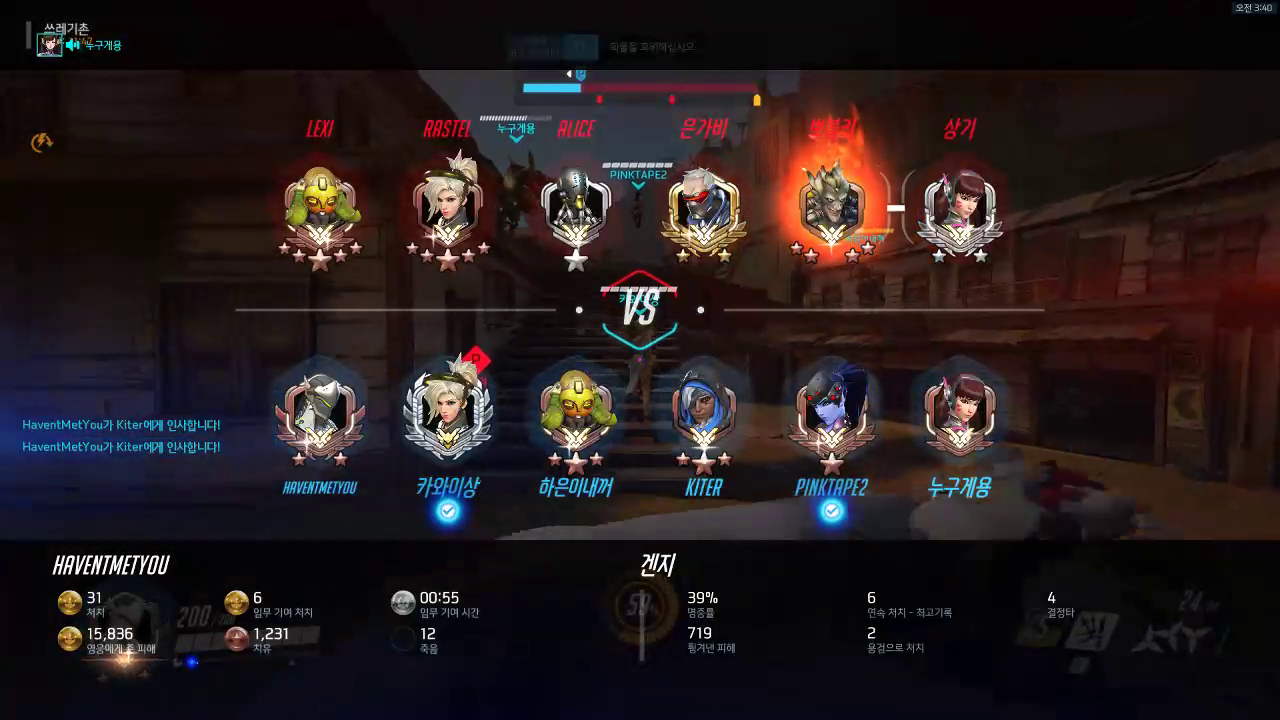 오전 3:40
쓰레기촌
누구게용
LEXI
RASTEL
누구게용
ALICE
은가비
상기
PINKTAPE2
VS
HaventMetYou가 Kiter에게 인사합니다!
HaventMetYou가 Kiter에게 인사합니다!
HAVENTMETYOU
카와이상
하은이내꺼
KITER
PINKTAPE2
누구게용
HAVENTMETYOU
겐지
31
처치
6
임무 기여 처치
00:55
임무 기여 시간
39%
명중률
6
연속 처치 - 최고기록
4
결정타
15,836
영웅에게 준 피해
1,231
치유
12
죽음
719
튕겨낸 피해
2
용검으로 처치